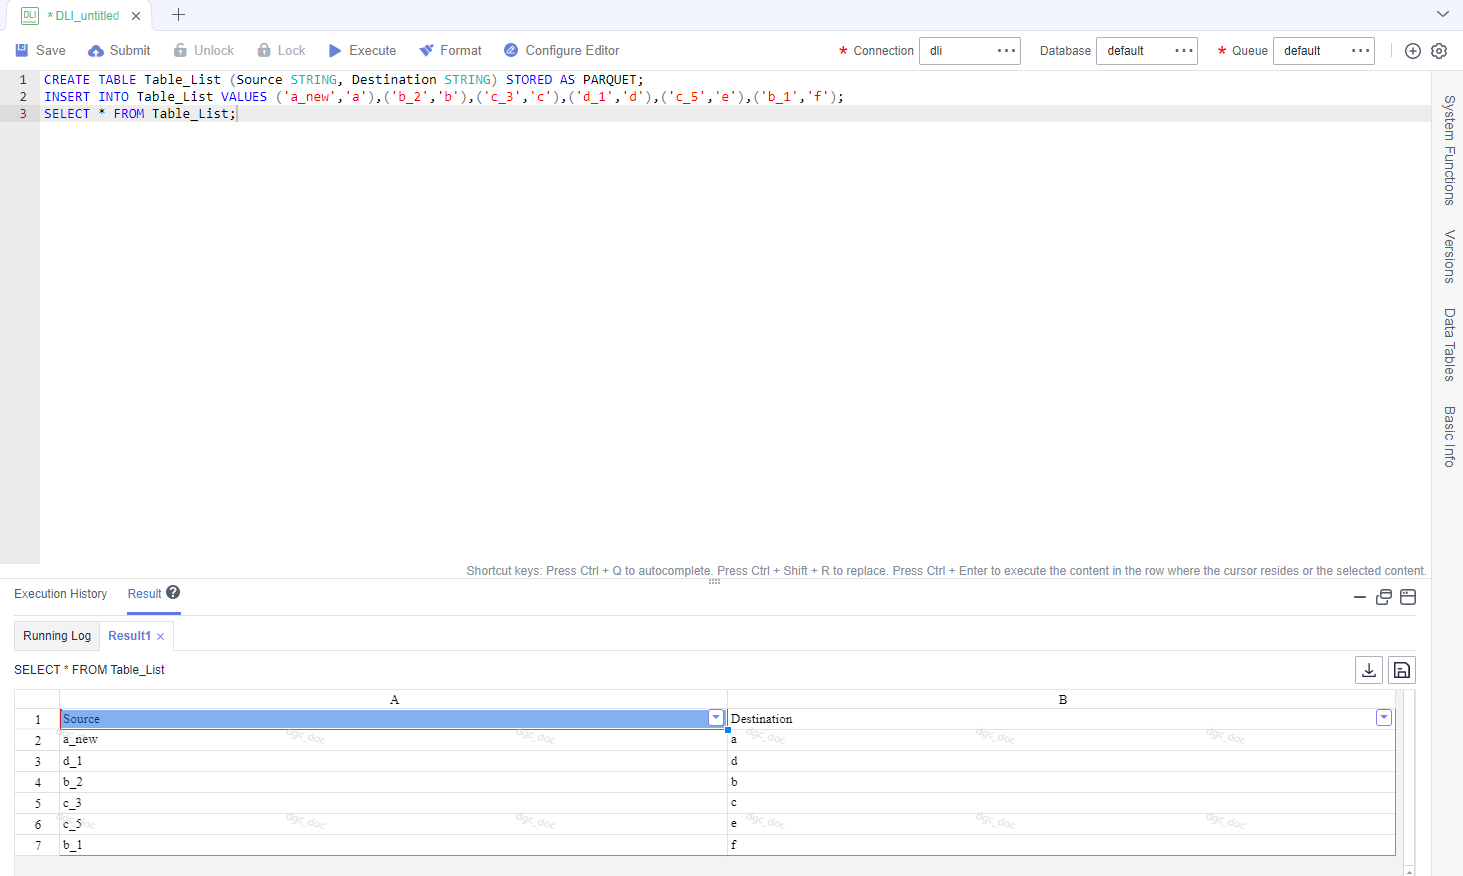 DLI * DLI_untitled
Save Submit Unlock Lock Execute Format Configure Editor * Connection dli ... Database default ... * Queue default ...
1 CREATE TABLE Table_List (Source STRING, Destination STRING) STORED AS PARQUET;
2 INSERT INTO Table_List VALUES ('a_new','a'),('b_2','b'),('c_3','c'),('d_1','d'),('c_5','e'),('b_1','f');
3 SELECT * FROM Table_List;
System Functions
Versions
Data Tables
Basic Info
Shortcut keys: Press Ctrl + Q to autocomplete. Press Ctrl + Shift + R to replace. Press Ctrl + Enter to execute the content in the row where the cursor resides or the selected content.
Execution History Result ?
Running Log Result1
SELECT * FROM Table_List
A B
1 Source Destination
2 a_new a
dgc_doc dgc_doc dgc_doc dgc_doc dgc_doc dgc_doc
3 d_1 d
4 b_2 b
5 c_3 c
6 c_5 e
dgc_doc dgc_doc dgc_doc dgc_doc dgc_doc dgc_doc
7 b_1 f